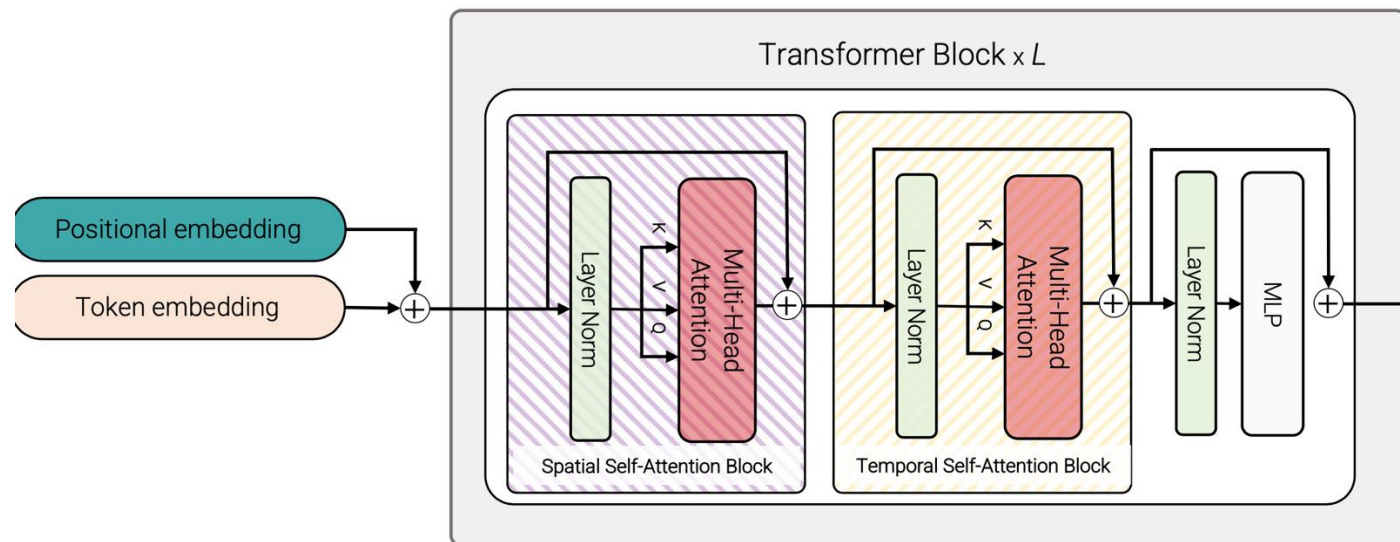 Transformer Block x L
Positional embedding
Token embedding
Layer Norm
K
V
Q
Multi-Head
Attention
Spatial Self-Attention Block
Layer Norm
K
V
Q
Multi-Head
Attention
Temporal Self-Attention Block
Layer Norm
MLP